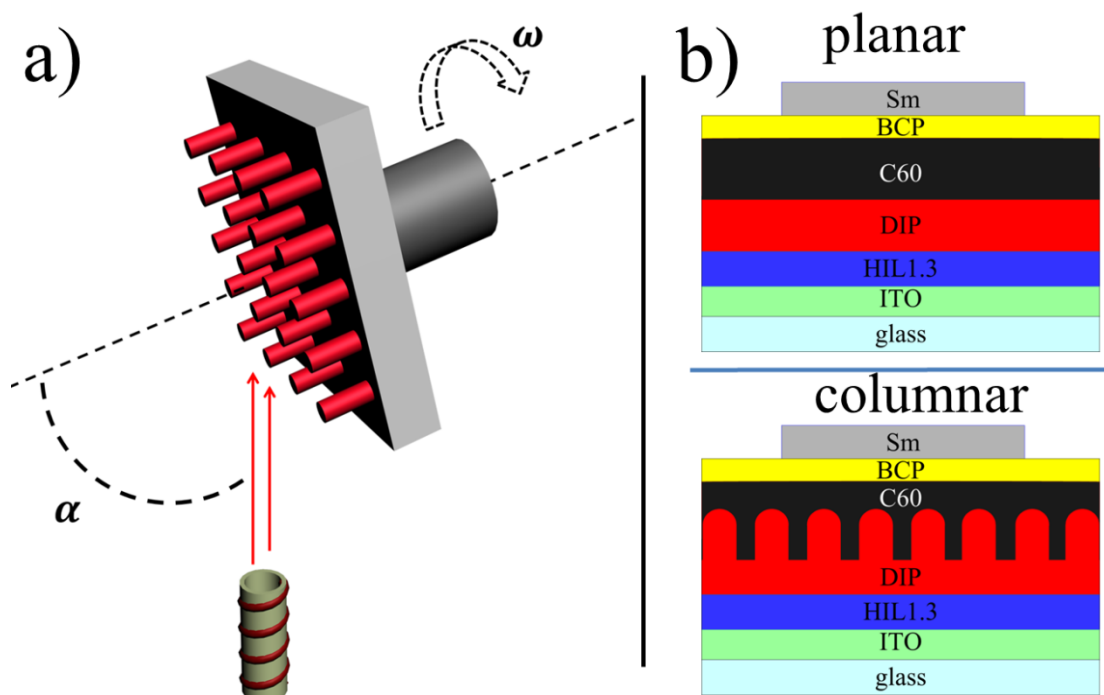 a)
ω
α
b)
planar
Sm
BCP
C60
DIP
HIL1.3
ITO
glass
columnar
Sm
BCP
C60
DIP
HIL1.3
ITO
glass